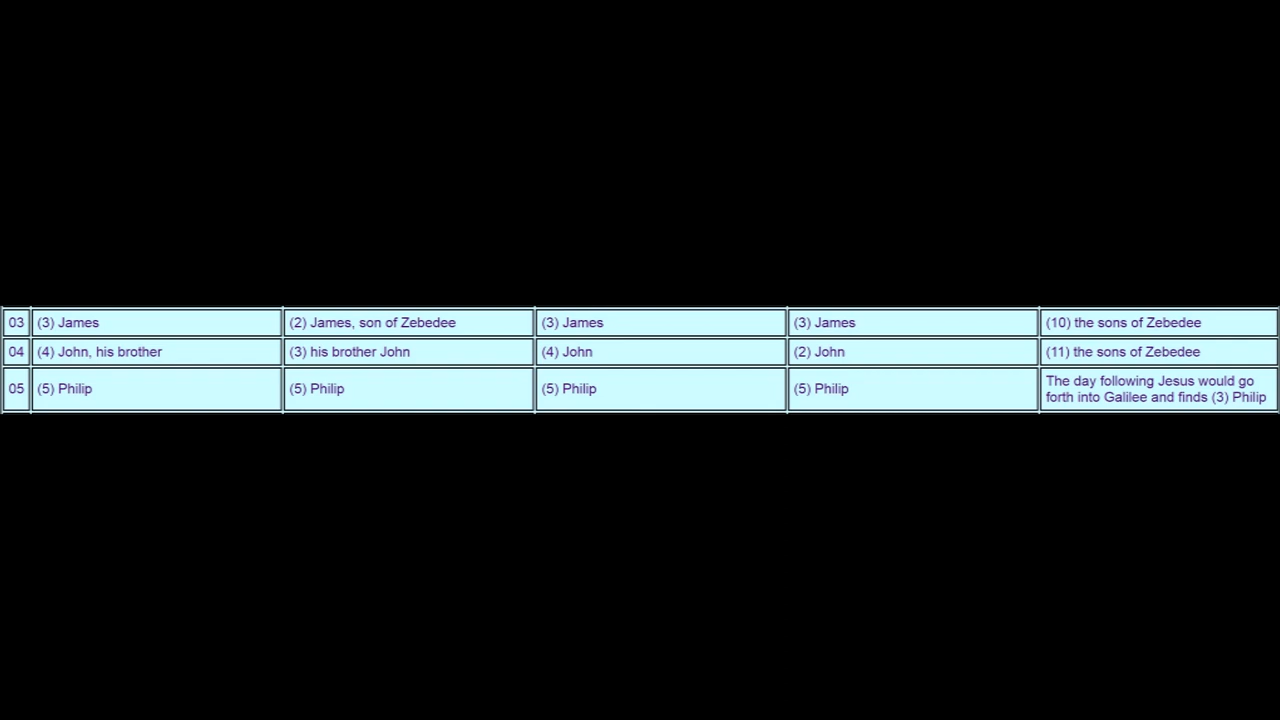 03 (3) James (2) James, son of Zebedee (3) James (3) James (10) the sons of Zebedee
04 (4) John, his brother (3) his brother John (4) John (2) John (11) the sons of Zebedee
05 (5) Philip (5) Philip (5) Philip (5) Philip The day following Jesus would go
forth into Galilee and finds (3) Philip